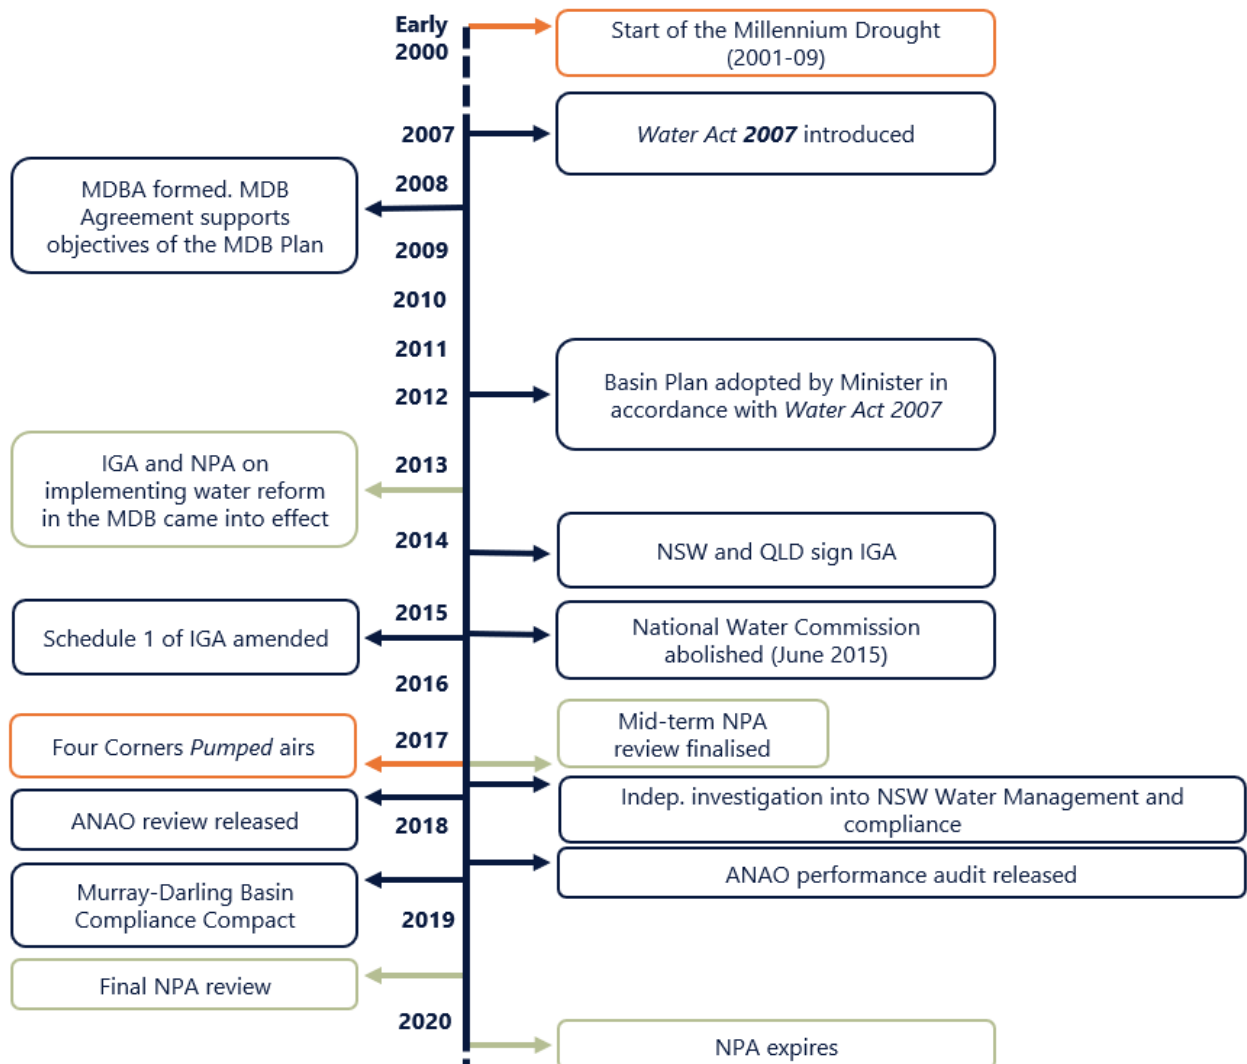 Early
2000
Start of the Millennium Drought
(2001-09)
2007
Water Act 2007 introduced
2008
MDBA formed. MDB
Agreement supports
objectives of the MDB Plan
2009
2010
2011
2012
Basin Plan adopted by Minister in
accordance with Water Act 2007
2013
IGA and NPA on
implementing water reform
in the MDB came into effect
2014
NSW and QLD sign IGA
2015
Schedule 1 of IGA amended
National Water Commission
abolished (June 2015)
2016
2017
Four Corners Pumped airs
Mid-term NPA
review finalised
Indep. investigation into NSW Water Management and
compliance
ANAO review released
2018
ANAO performance audit released
Murray-Darling Basin
Compliance Compact
2019
Final NPA review
2020
NPA expires